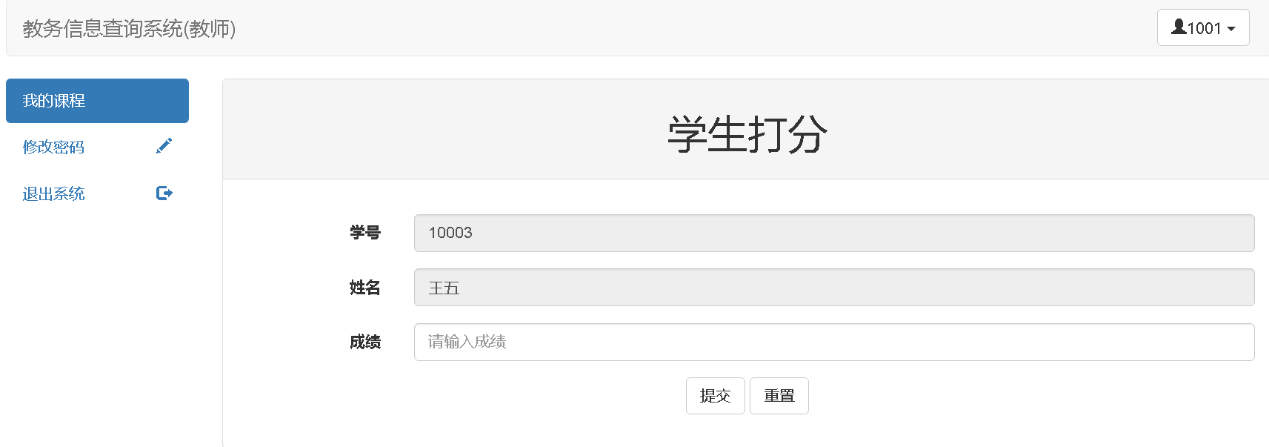 教务信息查询系统(教师)
1001
我的课程
修改密码
退出系统
学生打分
学号 10003
姓名 王五
成绩 请输入成绩
提交 重置